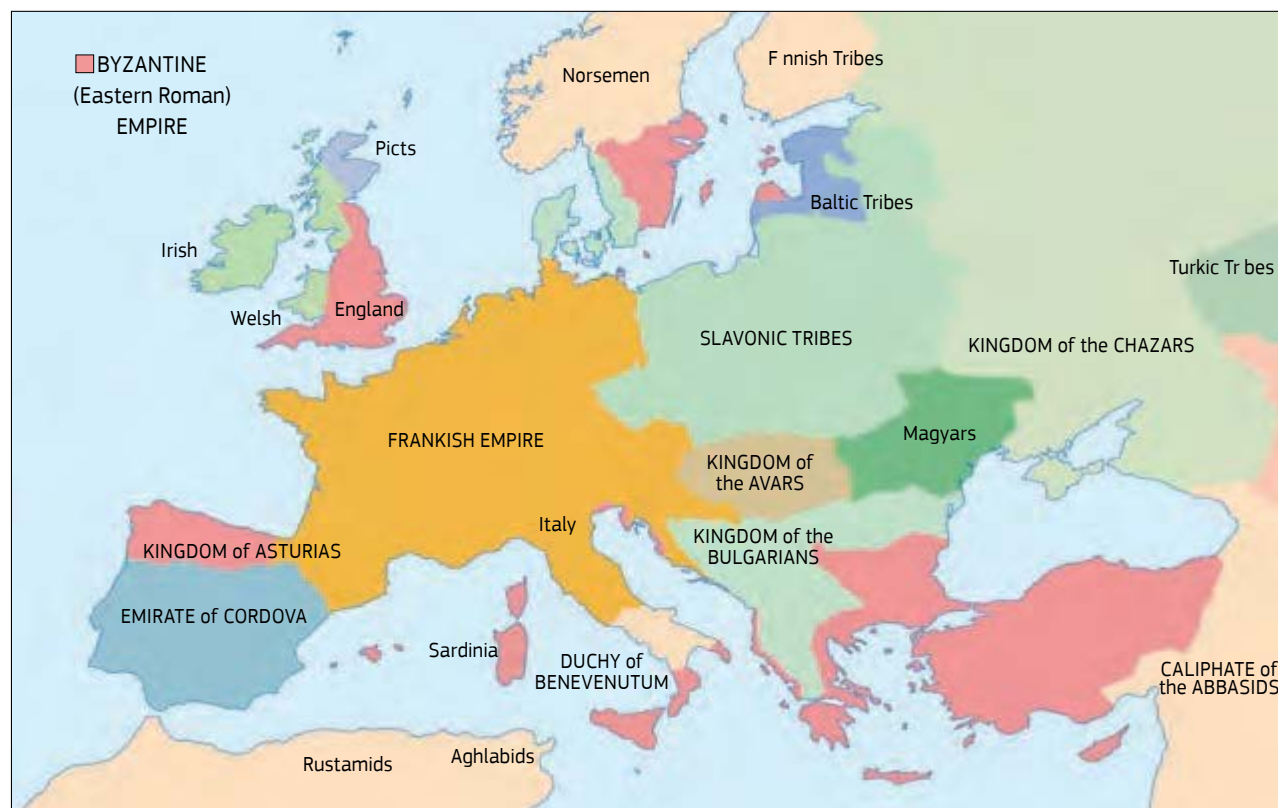 BYZANTINE
(Eastern Roman)
EMPIRE
Norsemen
F nnish Tribes
Picts
Baltic Tribes
Irish
Turkic Tr bes
Welsh
England
SLAVONIC TRIBES
KINGDOM of the CHAZARS
FRANKISH EMPIRE
Magyars
KINGDOM of
the AVARS
Italy
KINGDOM of the
BULGARIANS
KINGDOM of ASTURIAS
EMIRATE of CORDOVA
Sardinia
DUCHY of
BENEVENUTUM
CALIPHATE of
the ABBASIDS
Rustamids
Aghlabids